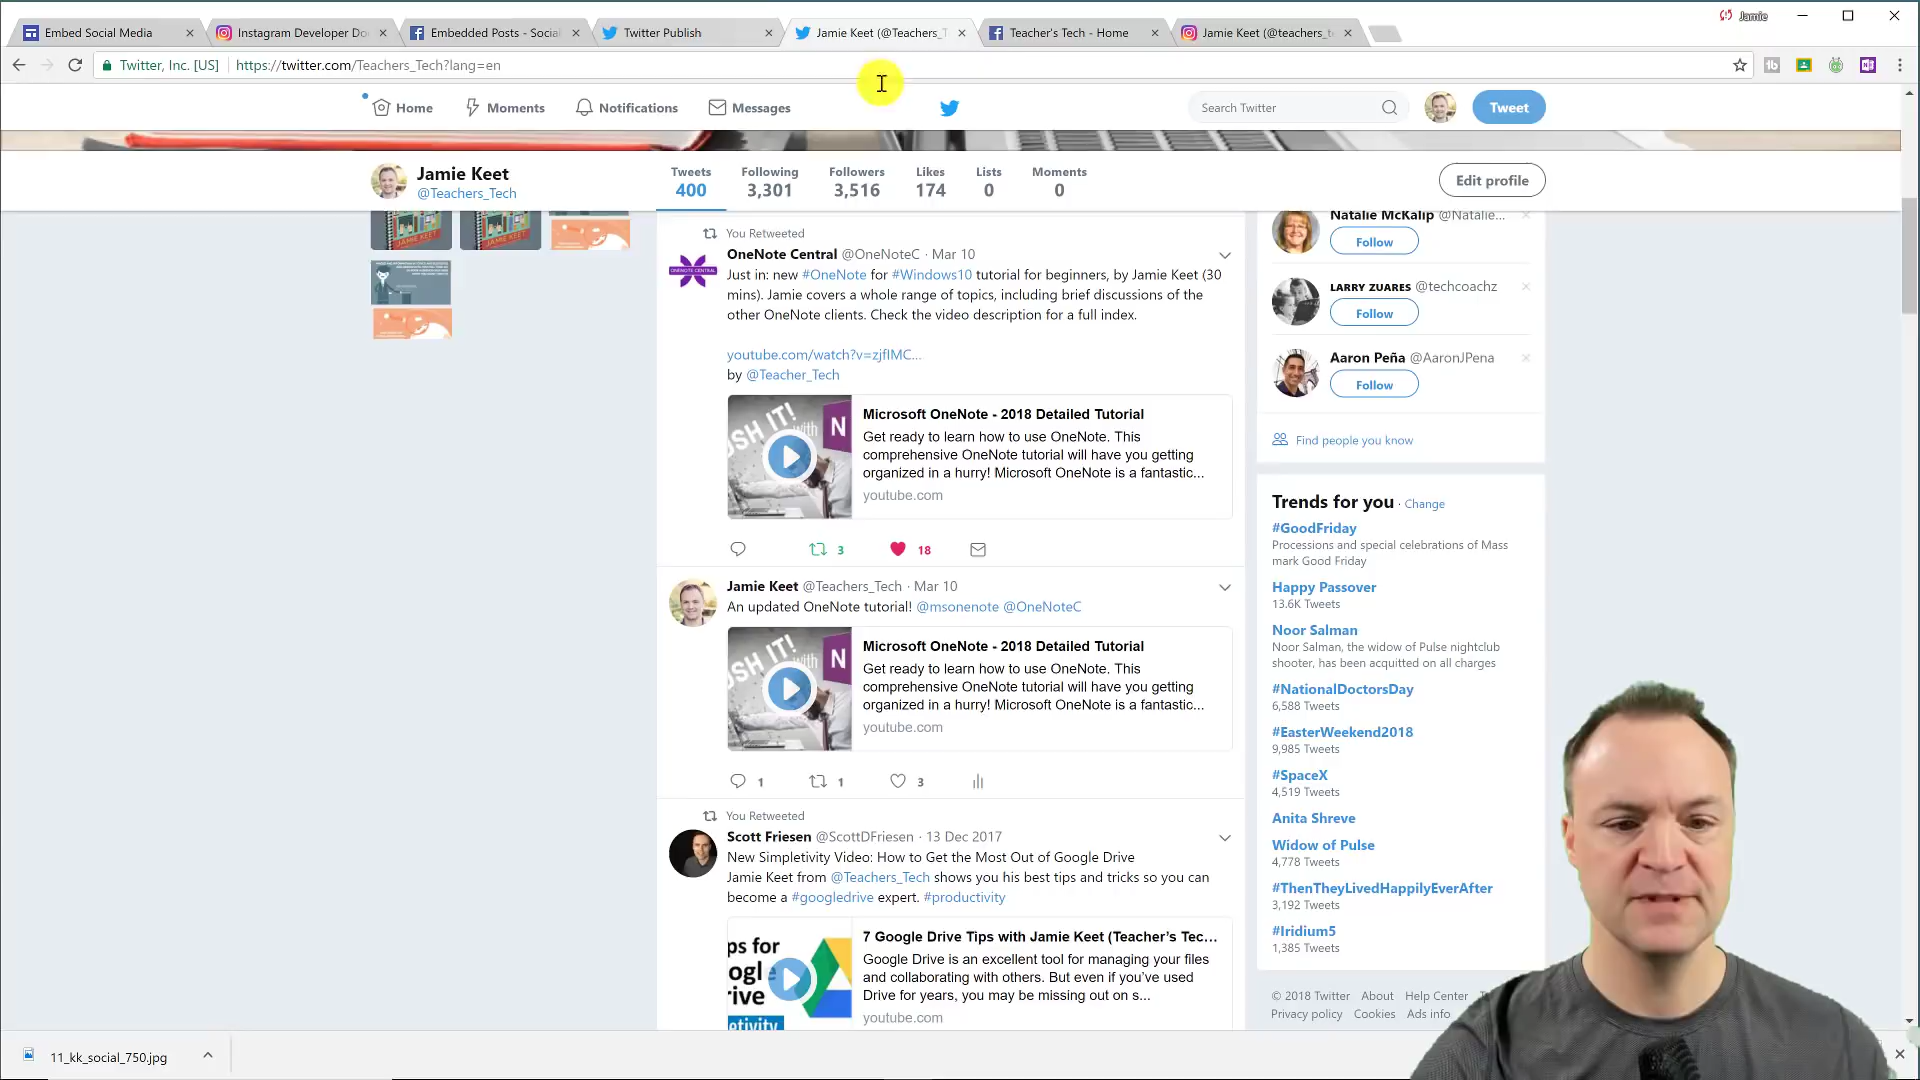 Embed Social Media
Instagram Developer Do
Embedded Posts - Social
Twitter Publish
Jamie Keet (@Teachers_T
Teacher's Tech - Home
Jamie Keet (@teachers_te
Jamie
Twitter, Inc. [US]
https://twitter.com/Teachers_Tech?lang=en
Home
Moments
Notifications
Messages
Search Twitter
Tweet
Jamie Keet
@Teachers_Tech
Tweets
400
Following
3,301
Followers
3,516
Likes
174
Lists
0
Moments
0
Edit profile
JAMIE KEET
JAMIE KEET
You Retweeted
OneNote Central @OneNoteC · Mar 10
Just in: new #OneNote for #Windows10 tutorial for beginners, by Jamie Keet (30
mins). Jamie covers a whole range of topics, including brief discussions of the
other OneNote clients. Check the video description for a full index.
youtube.com/watch?v=zjfIMC...
by @Teacher_Tech
ONENOTE CENTRAL
SH IT!
with
N
Microsoft OneNote - 2018 Detailed Tutorial
Get ready to learn how to use OneNote. This
comprehensive OneNote tutorial will have you getting
organized in a hurry! Microsoft OneNote is a fantastic...
youtube.com
3
18
Jamie Keet @Teachers_Tech · Mar 10
An updated OneNote tutorial! @msonenote @OneNoteC
SH IT!
with
N
Microsoft OneNote - 2018 Detailed Tutorial
Get ready to learn how to use OneNote. This
comprehensive OneNote tutorial will have you getting
organized in a hurry! Microsoft OneNote is a fantastic...
youtube.com
1
1
3
You Retweeted
Scott Friesen @ScottDFriesen · 13 Dec 2017
New Simpletivity Video: How to Get the Most Out of Google Drive
Jamie Keet from @Teachers_Tech shows you his best tips and tricks so you can
become a #googledrive expert. #productivity
ps for
ogl
rive
etivity
7 Google Drive Tips with Jamie Keet (Teacher's Tec...
Google Drive is an excellent tool for managing your files
and collaborating with others. But even if you've used
Drive for years, you may be missing out on s...
youtube.com
Natalie McKalip @Natalie...
Follow
LARRY ZUARES @techcoachz
Follow
Aaron Peña @AaronJPena
Follow
Find people you know
Trends for you · Change
#GoodFriday
Processions and special celebrations of Mass
mark Good Friday
Happy Passover
13.6K Tweets
Noor Salman
Noor Salman, the widow of Pulse nightclub
shooter, has been acquitted on all charges
#NationalDoctorsDay
6,588 Tweets
#EasterWeekend2018
9,985 Tweets
#SpaceX
4,519 Tweets
Anita Shreve
Widow of Pulse
4,778 Tweets
#ThenTheyLivedHappilyEverAfter
3,192 Tweets
#Iridium5
1,385 Tweets
© 2018 Twitter About Help Center
Privacy policy Cookies Ads info
11_kk_social_750.jpg